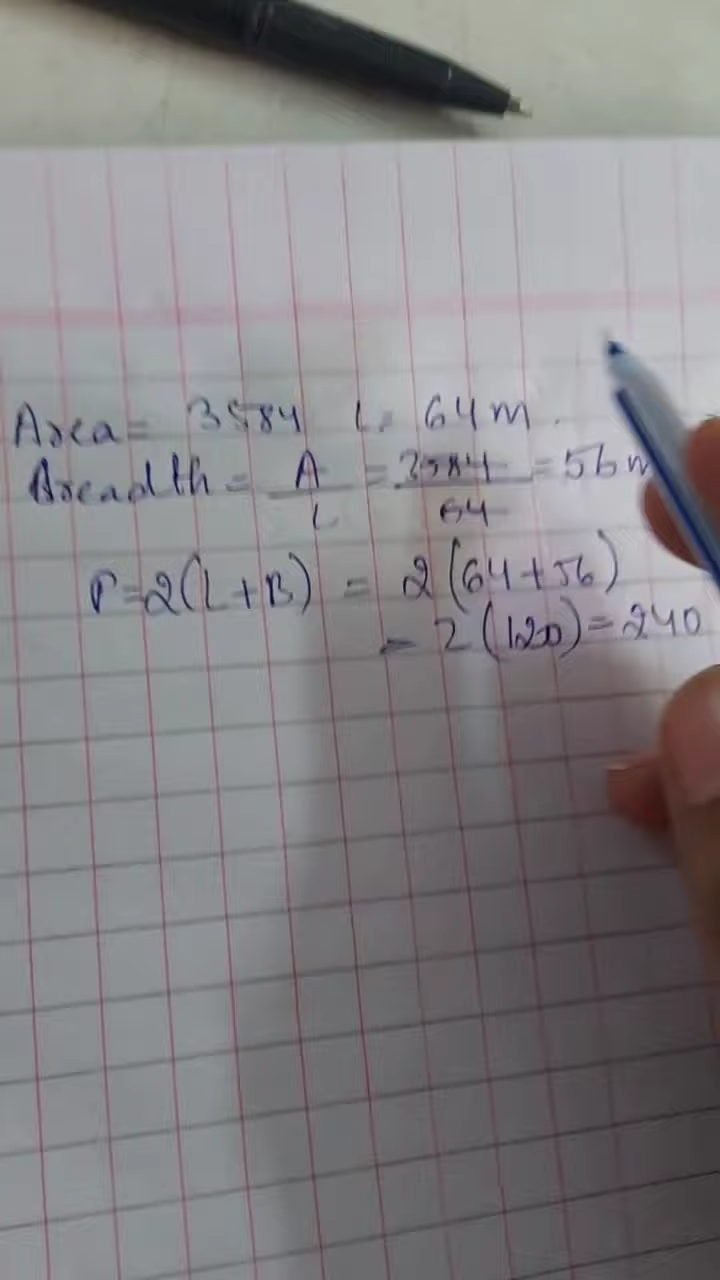 Area = 3584 L = 64 m.
Breadth = A/L = 3584/64 = 56 m
P = 2(L+B) = 2(64+56)
= 2(120) = 240